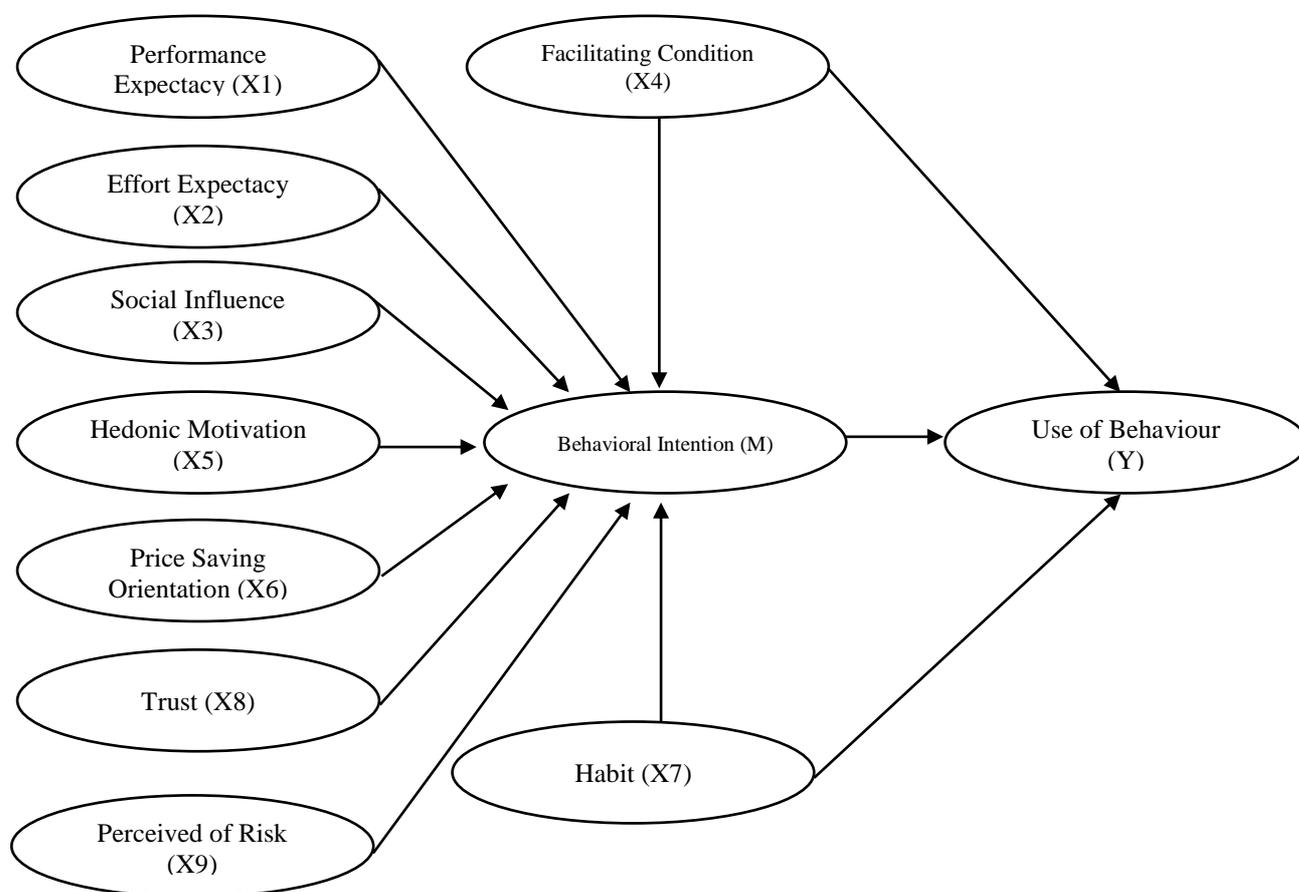 Performance
Expectacy (X1)
Facilitating Condition
(X4)
Effort Expectacy
(X2)
Social Influence
(X3)
Hedonic Motivation
(X5)
Behavioral Intention (M)
Use of Behaviour
(Y)
Price Saving
Orientation (X6)
Trust (X8)
Habit (X7)
Perceived of Risk
(X9)